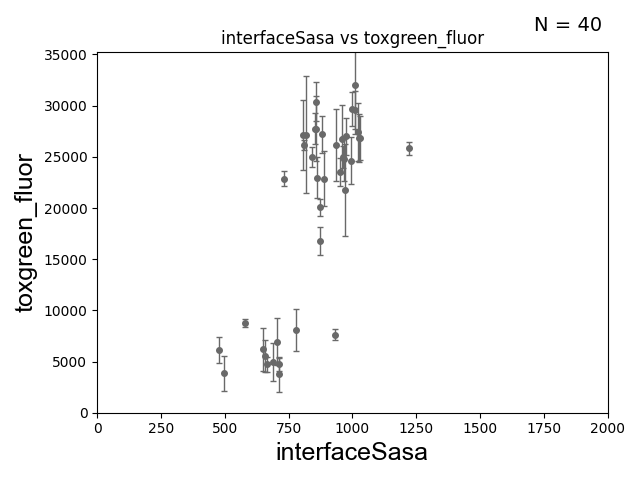 N = 40
interfaceSasa vs toxgreen_fluor
35000
30000
25000
20000
15000
10000
5000
0
toxgreen_fluor
0 250 500 750 1000 1250 1500 1750 2000
interfaceSasa